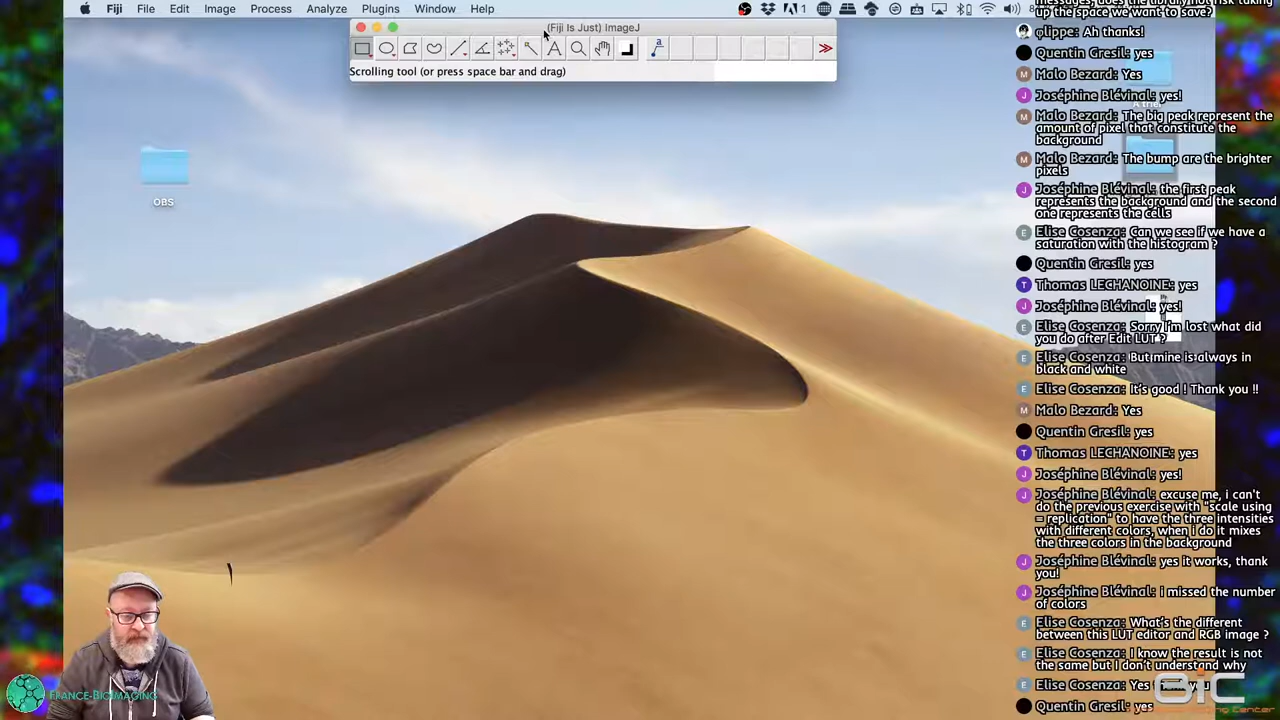 Fiji File Edit Image Process Analyze Plugins Window Help
(Fiji Is Just) ImageJ
Scrolling tool (or press space bar and drag)
OBS
up the space we want to save?
φlippe: Ah thanks!
Quentin Gresil: yes
Malo Bezard: Yes
Joséphine Blévinal: yes!
Malo Bezard: The big peak represent the
amount of pixel that constitute the
background
Malo Bezard: The bump are the brighter
pixels
Joséphine Blévinal: the first peak
represents the background and the second
one represents the cells
Elise Cosenza: Can we see if we have a
saturation with the histogram ?
Quentin Gresil: yes
Thomas LECHANOINE: yes
Joséphine Blévinal: yes!
Elise Cosenza: Sorry I'm lost what did
you do after Edit LUT ?
Elise Cosenza: But mine is always in
black and white
Elise Cosenza: It's good ! Thank you !!
Malo Bezard: Yes
Quentin Gresil: yes
Thomas LECHANOINE: yes
Joséphine Blévinal: yes!
Joséphine Blévinal: excuse me, i can't
do the previous exercise with "scale using
= replication" to have the three intensities
with different colors, when i do it mixes
the three colors in the background
Joséphine Blévinal: yes it works, thank
you!
Joséphine Blévinal: i missed the number
of colors
Elise Cosenza: What's the different
between this LUT editor and RGB image ?
Elise Cosenza: I know the result is not
the same but I don't understand why
Elise Cosenza: Yes
Quentin Gresil: yes
FRANCE-BIOIMAGING